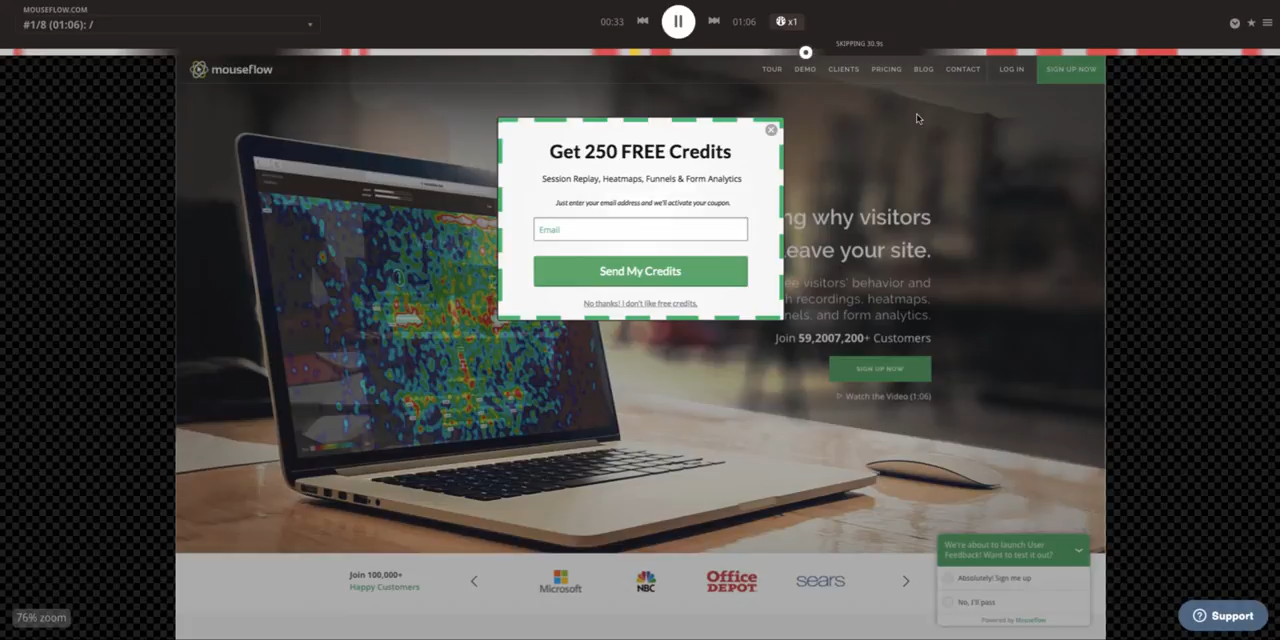 MOUSEFLOW.COM
#1/8 (01:06): /
00:33
01:06
x1
SKIPPING 30.9s
mouseflow
TOUR DEMO CLIENTS PRICING BLOG CONTACT LOG IN SIGN UP NOW
Get 250 FREE Credits
Session Replay, Heatmaps, Funnels & Form Analytics
Just enter your email address and we'll activate your coupon.
Email
Send My Credits
No thanks! I don't like free credits.
ng why visitors
eave your site.
ee visitors' behavior and
h recordings, heatmaps,
nels, and form analytics.
Join 59,2007,200+ Customers
SIGN UP NOW
Watch the Video (1:06)
We're about to launch User
Feedback! Want to test it out?
Absolutely! Sign me up
No, I'll pass
Powered by Mouseflow
Join 100,000+
Happy Customers
Microsoft
NBC
Office
DEPOT
sears
76% zoom
Support